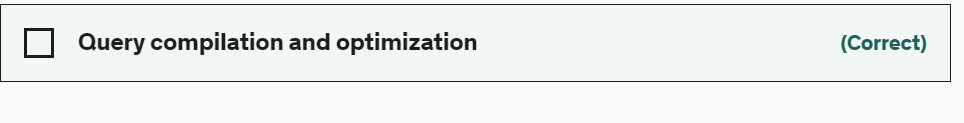 Query compilation and optimization (Correct)